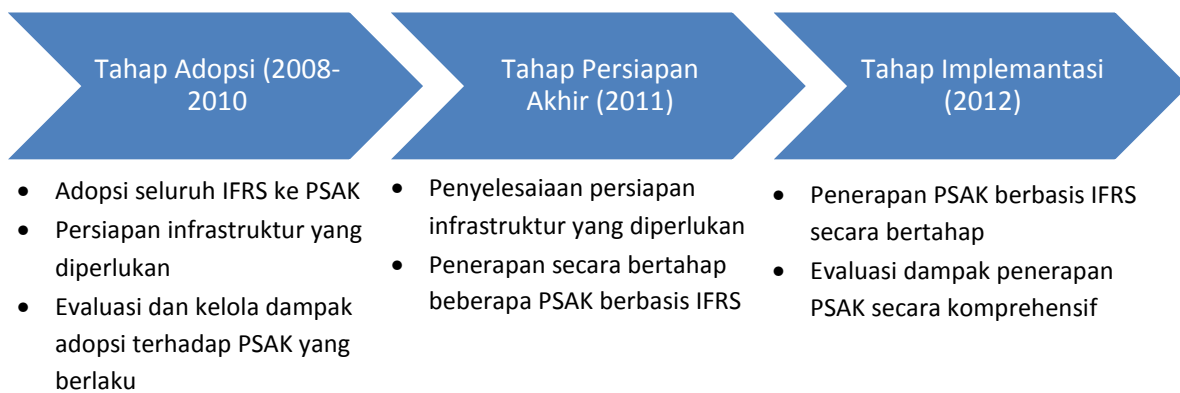 Tahap Adopsi (2008-
2010
Tahap Persiapan
Akhir (2011)
Tahap Implemantasi
(2012)
• Adopsi seluruh IFRS ke PSAK
• Persiapan infrastruktur yang
diperlukan
• Evaluasi dan kelola dampak
adopsi terhadap PSAK yang
berlaku
• Penyelesaiaan persiapan
infrastruktur yang diperlukan
• Penerapan secara bertahap
beberapa PSAK berbasis IFRS
• Penerapan PSAK berbasis IFRS
secara bertahap
• Evaluasi dampak penerapan
PSAK secara komprehensif